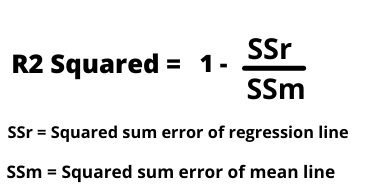 R2 Squared = 1 - SSr
SSm
SSr = Squared sum error of regression line
SSm = Squared sum error of mean line